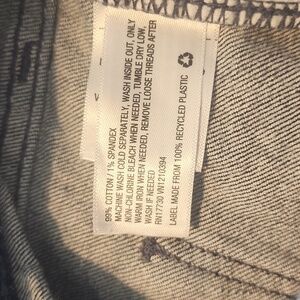 99% COTTON / 1% SPANDEX
MACHINE WASH COLD SEPARATELY, WASH INSIDE OUT, ONLY
NON-CHLORINE BLEACH WHEN NEEDED, TUMBLE DRY LOW,
WARM IRON WHEN NEEDED, REMOVE LOOSE THREADS AFTER
WASH IF NEEDED
RN17730 VN1210394
LABEL MADE FROM 100% RECYCLED PLASTIC